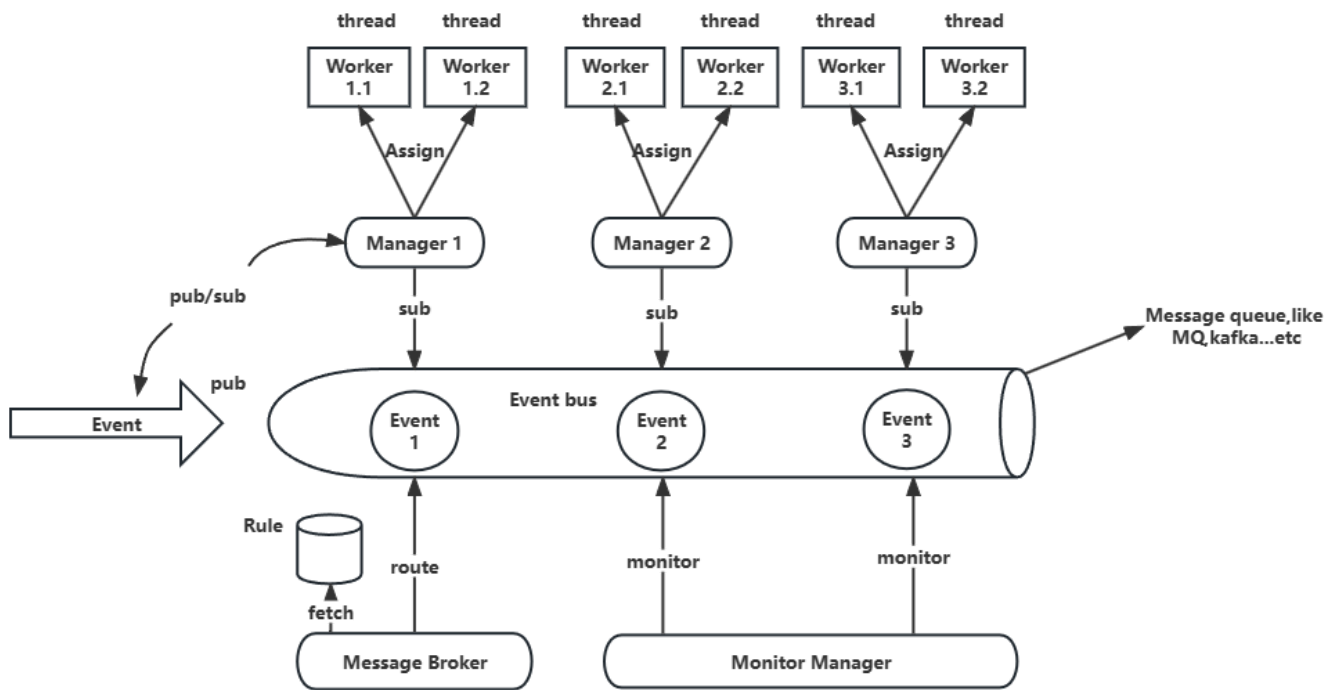 thread
thread
thread
thread
thread
thread
Worker
1.1
Worker
1.2
Worker
2.1
Worker
2.2
Worker
3.1
Worker
3.2
Assign
Assign
Assign
Manager 1
Manager 2
Manager 3
pub/sub
sub
sub
sub
Message queue,like
MQ,kafka...etc
pub
Event
Event bus
Event
1
Event
2
Event
3
Rule
fetch
route
monitor
monitor
Message Broker
Monitor Manager